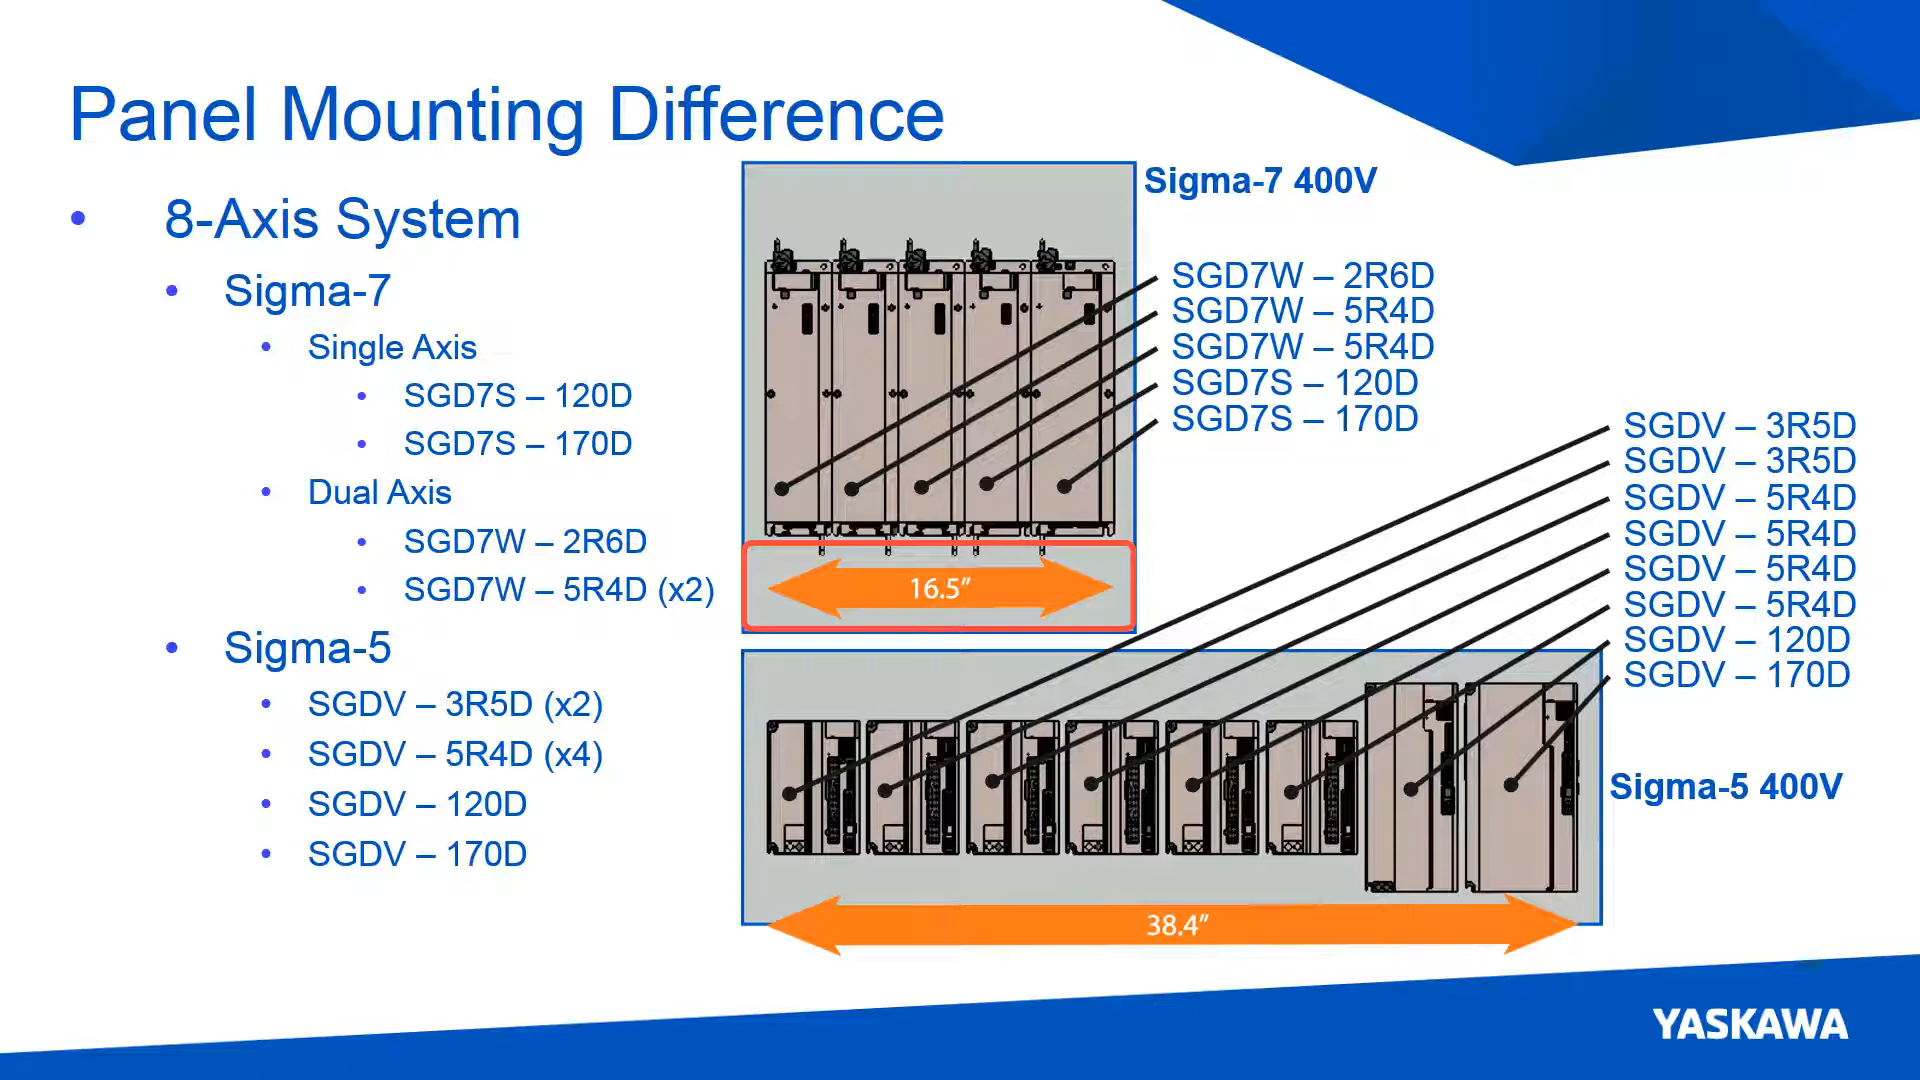 Panel Mounting Difference
• 8-Axis System
• Sigma-7
• Single Axis
• SGD7S – 120D
• SGD7S – 170D
• Dual Axis
• SGD7W – 2R6D
• SGD7W – 5R4D (x2)
• Sigma-5
• SGDV – 3R5D (x2)
• SGDV – 5R4D (x4)
• SGDV – 120D
• SGDV – 170D
Sigma-7 400V
SGD7W – 2R6D
SGD7W – 5R4D
SGD7W – 5R4D
SGD7S – 120D
SGD7S – 170D
16.5″
SGDV – 3R5D
SGDV – 3R5D
SGDV – 5R4D
SGDV – 5R4D
SGDV – 5R4D
SGDV – 5R4D
SGDV – 120D
SGDV – 170D
Sigma-5 400V
38.4″
YASKAWA